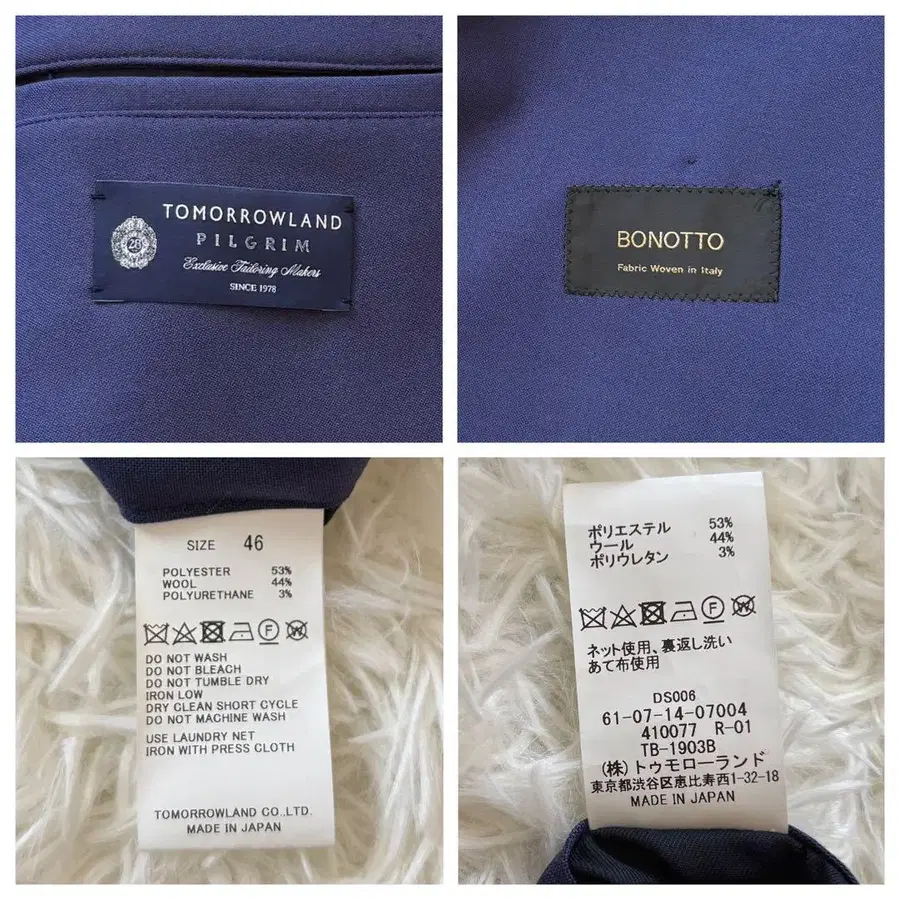 TOMORROWLAND
PILGRIM
28
Exclusive Tailoring Makers
SINCE 1978
BONOTTO
Fabric Woven in Italy
SIZE 46
POLYESTER 53%
WOOL 44%
POLYURETHANE 3%
F
W
DO NOT WASH
DO NOT BLEACH
DO NOT TUMBLE DRY
IRON LOW
DRY CLEAN SHORT CYCLE
DO NOT MACHINE WASH
USE LAUNDRY NET
IRON WITH PRESS CLOTH
TOMORROWLAND CO.,LTD.
MADE IN JAPAN
ポリエステル 53%
ウール 44%
ポリウレタン 3%
F
W
ネット使用、裏返し洗い
あて布使用
DS006
61-07-14-07004
410077 R-01
TB-1903B
(株)トゥモローランド
東京都渋谷区恵比寿西1-32-18
MADE IN JAPAN